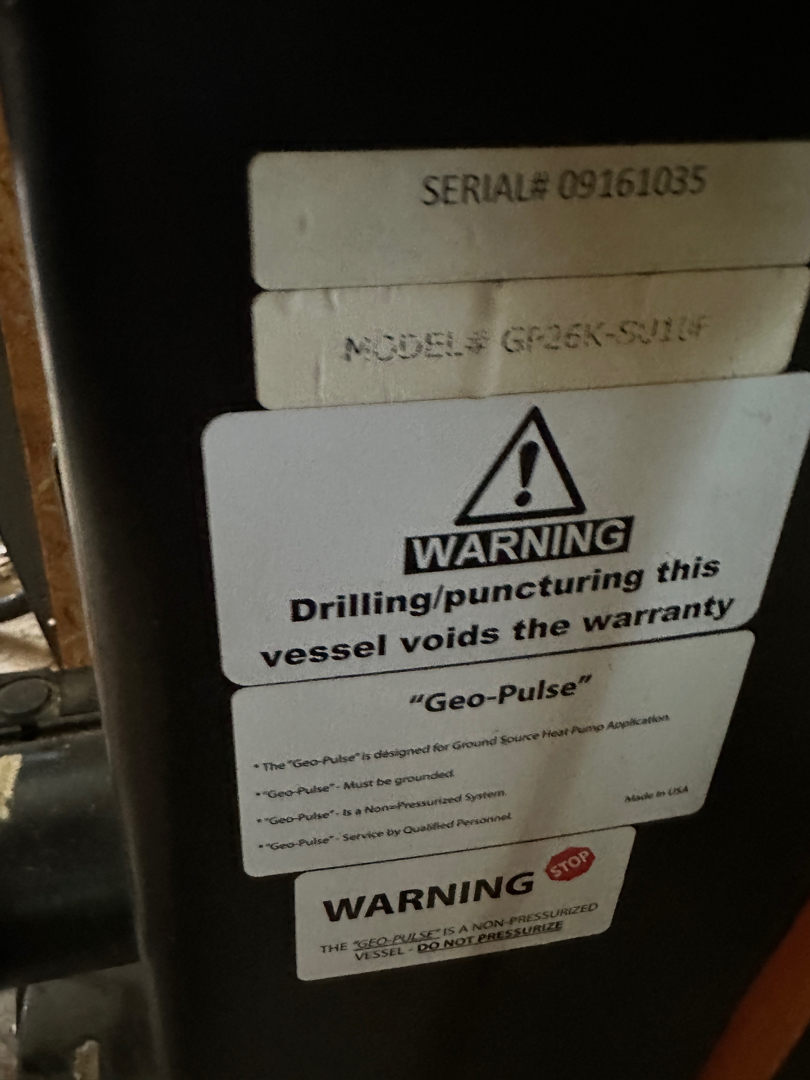 SERIAL# 09161035
MODEL#
WARNING
Drilling/puncturing this
vessel voids the warranty
"Geo-Pulse"
• The "Geo-Pulse" is designed for Ground Source Heat Pump Application.
• "Geo-Pulse" - Must be grounded.
• "Geo-Pulse" - Is a Non-Pressurized System.
• "Geo-Pulse" - Service by Qualified Personnel.
Made In USA
STOP
WARNING
THE "GEO-PULSE" IS A NON-PRESSURIZED
VESSEL - DO NOT PRESSURIZE